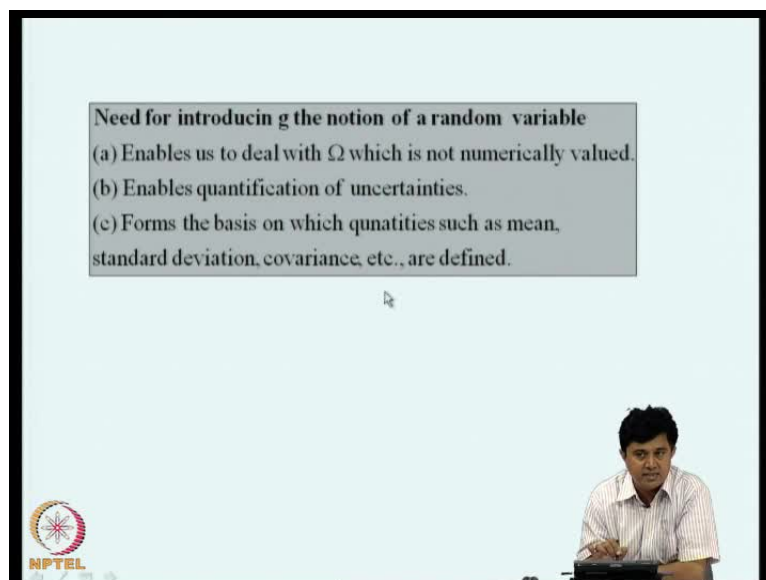 Need for introducin g the notion of a random variable
(a) Enables us to deal with Ω which is not numerically valued.
(b) Enables quantification of uncertainties.
(c) Forms the basis on which qunatities such as mean,
standard deviation, covariance, etc., are defined.
NPTEL